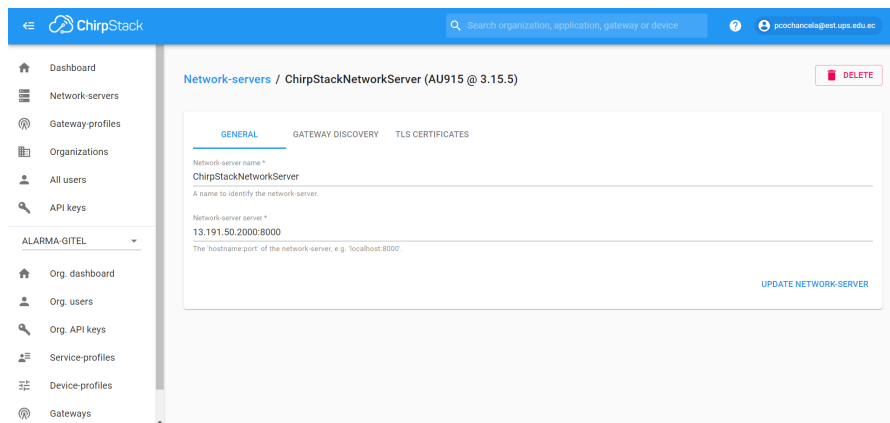 ChirpStack
Search organization, application, gateway or device
?
pcochancela@est.ups.edu.ec
Dashboard
Network-servers
Gateway-profiles
Organizations
All users
API keys
ALARMA-GITEL
Org. dashboard
Org. users
Org. API keys
Service-profiles
Device-profiles
Gateways
Network-servers / ChirpStackNetworkServer (AU915 @ 3.15.5)
DELETE
GENERAL GATEWAY DISCOVERY TLS CERTIFICATES
Network-server name *
ChirpStackNetworkServer
A name to identify the network-server.
Network-server server *
13.191.50.2000:8000
The 'hostname:port' of the network-server, e.g. 'localhost:8000'.
UPDATE NETWORK-SERVER